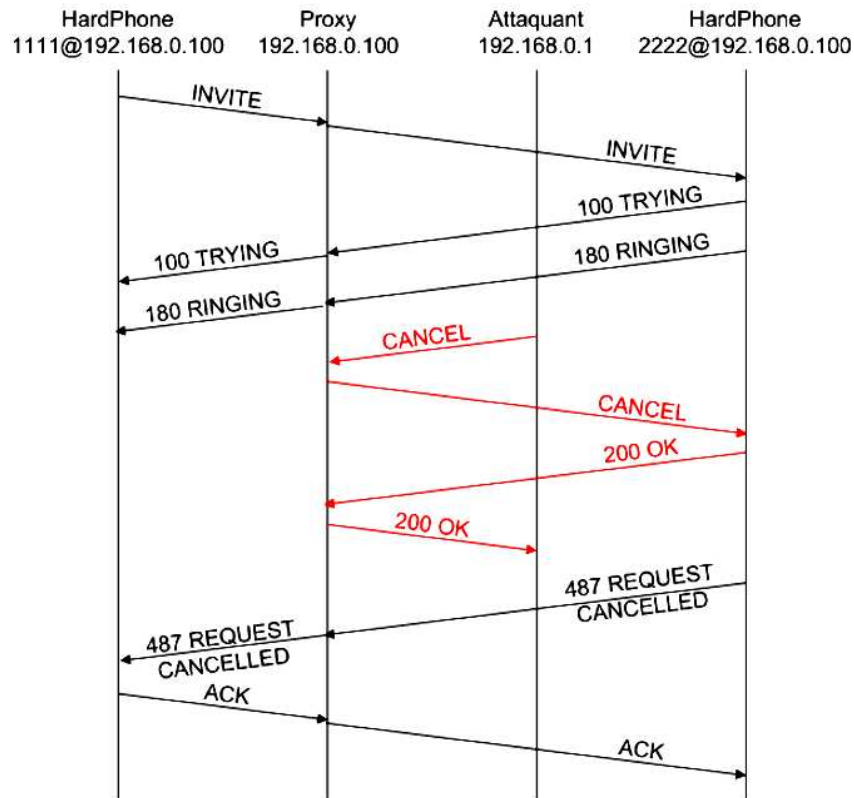 HardPhone
1111@192.168.0.100
Proxy
192.168.0.100
Attaquant
192.168.0.1
HardPhone
2222@192.168.0.100
INVITE
INVITE
100 TRYING
100 TRYING
180 RINGING
180 RINGING
CANCEL
CANCEL
200 OK
200 OK
487 REQUEST
CANCELLED
487 REQUEST
CANCELLED
ACK
ACK